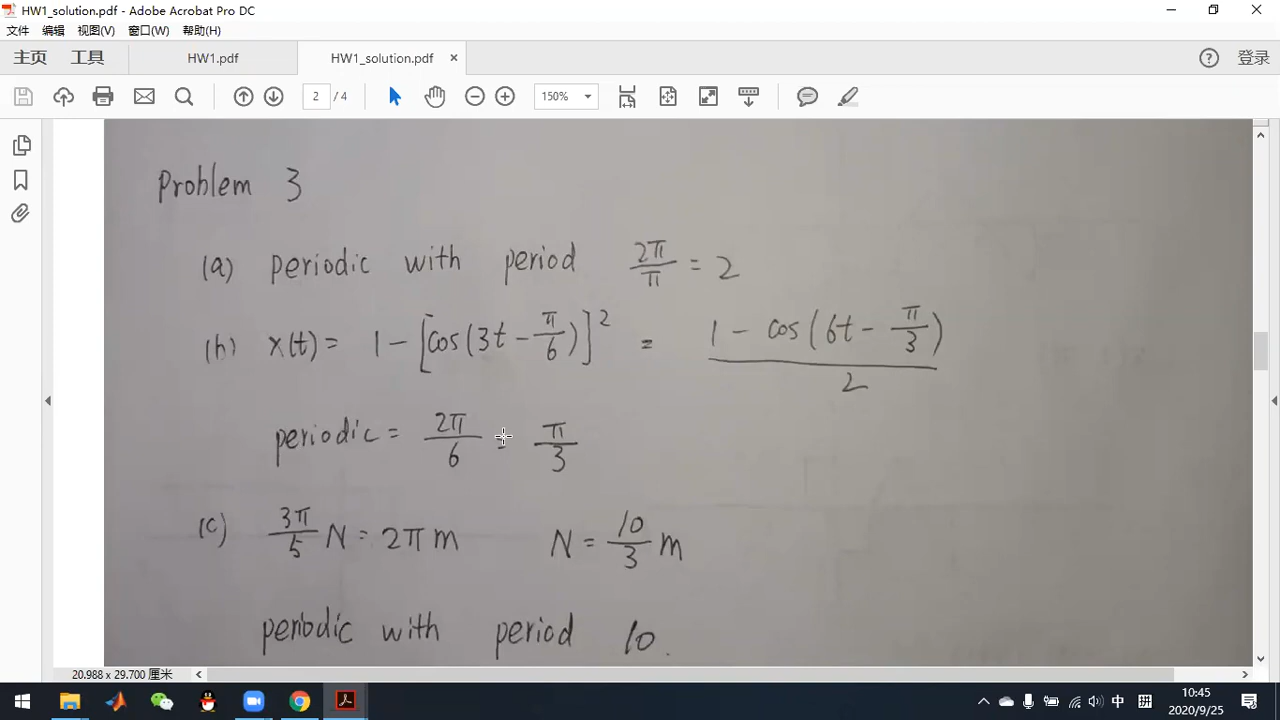 HW1_solution.pdf - Adobe Acrobat Pro DC
文件 编辑 视图(V) 窗口(W) 帮助(H)
主页 工具 HW1.pdf HW1_solution.pdf × 登录
2 / 4 150%
Problem 3
(a) periodic with period 2π/π = 2
(b) x(t) = 1 - [cos(3t - π/6)]² = (1 - cos(6t - π/3))/2
periodic = 2π/6 = π/3
(c) 3π/5 N = 2π m N = 10/3 m
periodic with period 10.
20.988 x 29.700 厘米
中 拼 10:45
2020/9/25